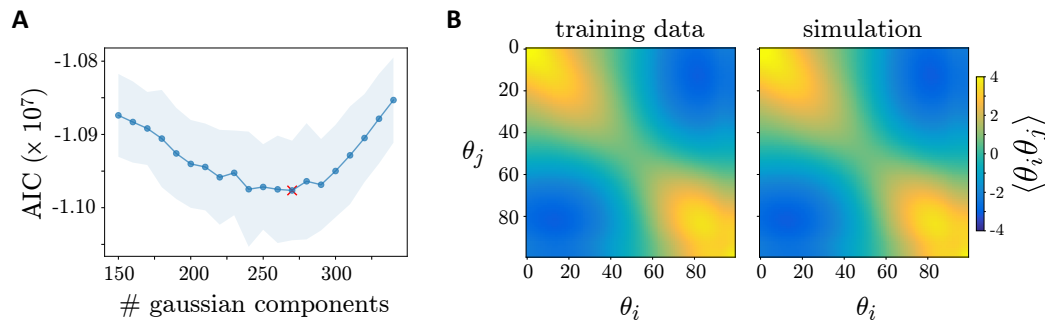 A
AIC (x 10⁷)
-1.08
-1.09
-1.10
150 200 250 300
# gaussian components
B
training data simulation
θⱼ
0
20
40
60
80
0 20 40 60 80
θᵢ
0 20 40 60 80
θᵢ
4
2
0
-2
-4
⟨θᵢθⱼ⟩